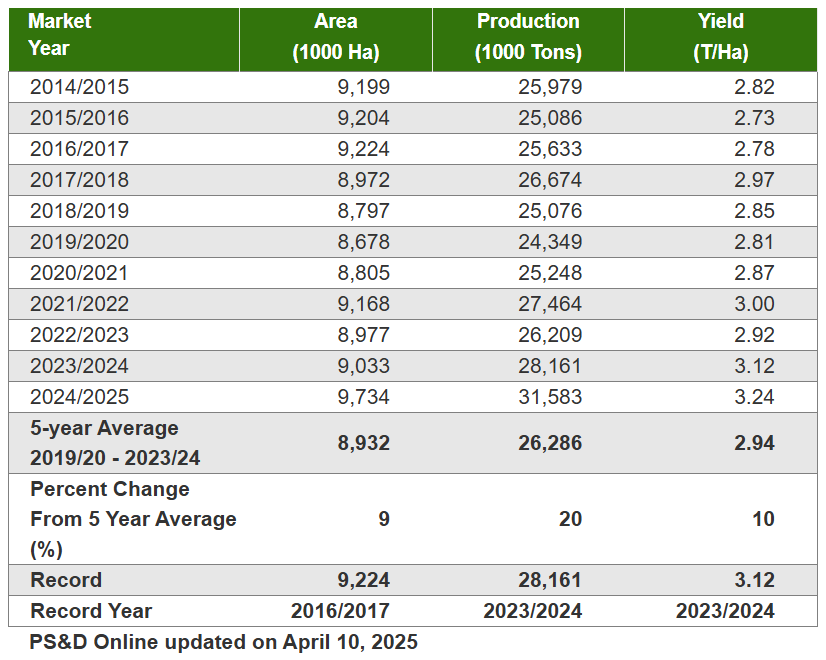 Market Year Area (1000 Ha) Production (1000 Tons) Yield (T/Ha)
2014/2015 9,199 25,979 2.82
2015/2016 9,204 25,086 2.73
2016/2017 9,224 25,633 2.78
2017/2018 8,972 26,674 2.97
2018/2019 8,797 25,076 2.85
2019/2020 8,678 24,349 2.81
2020/2021 8,805 25,248 2.87
2021/2022 9,168 27,464 3.00
2022/2023 8,977 26,209 2.92
2023/2024 9,033 28,161 3.12
2024/2025 9,734 31,583 3.24
5-year Average
2019/20 - 2023/24 8,932 26,286 2.94
Percent Change
From 5 Year Average 9 20 10
(%)
Record 9,224 28,161 3.12
Record Year 2016/2017 2023/2024 2023/2024
PS&D Online updated on April 10, 2025